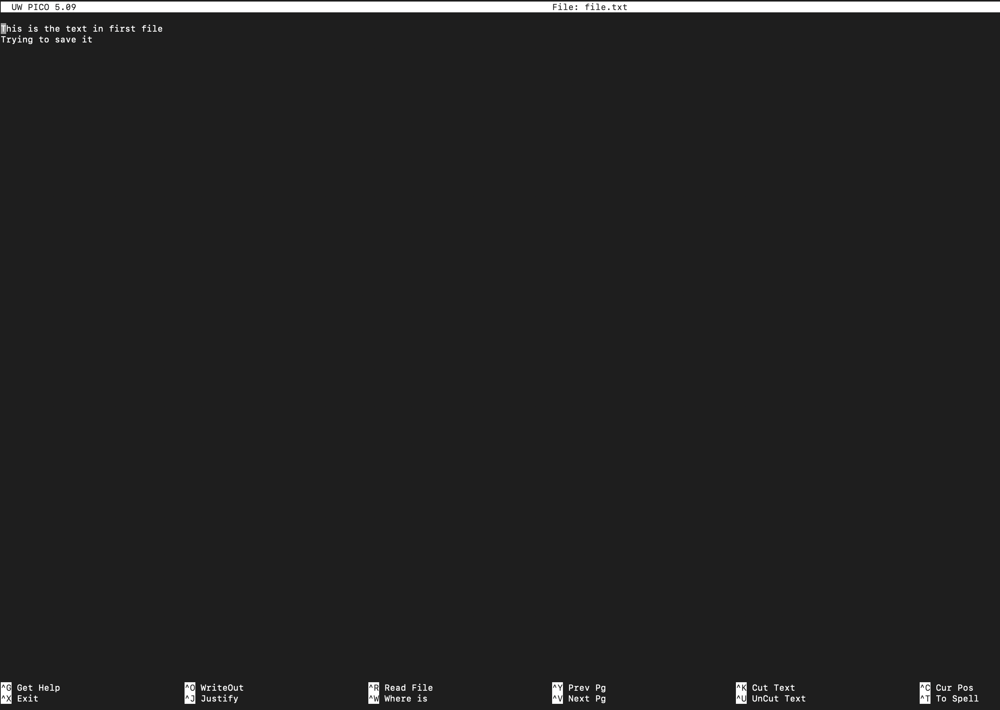 UW PICO 5.09 File: file.txt
This is the text in first file
Trying to save it
^G Get Help ^O WriteOut ^R Read File ^Y Prev Pg ^K Cut Text ^C Cur Pos
^X Exit ^J Justify ^W Where is ^V Next Pg ^U UnCut Text ^T To Spell